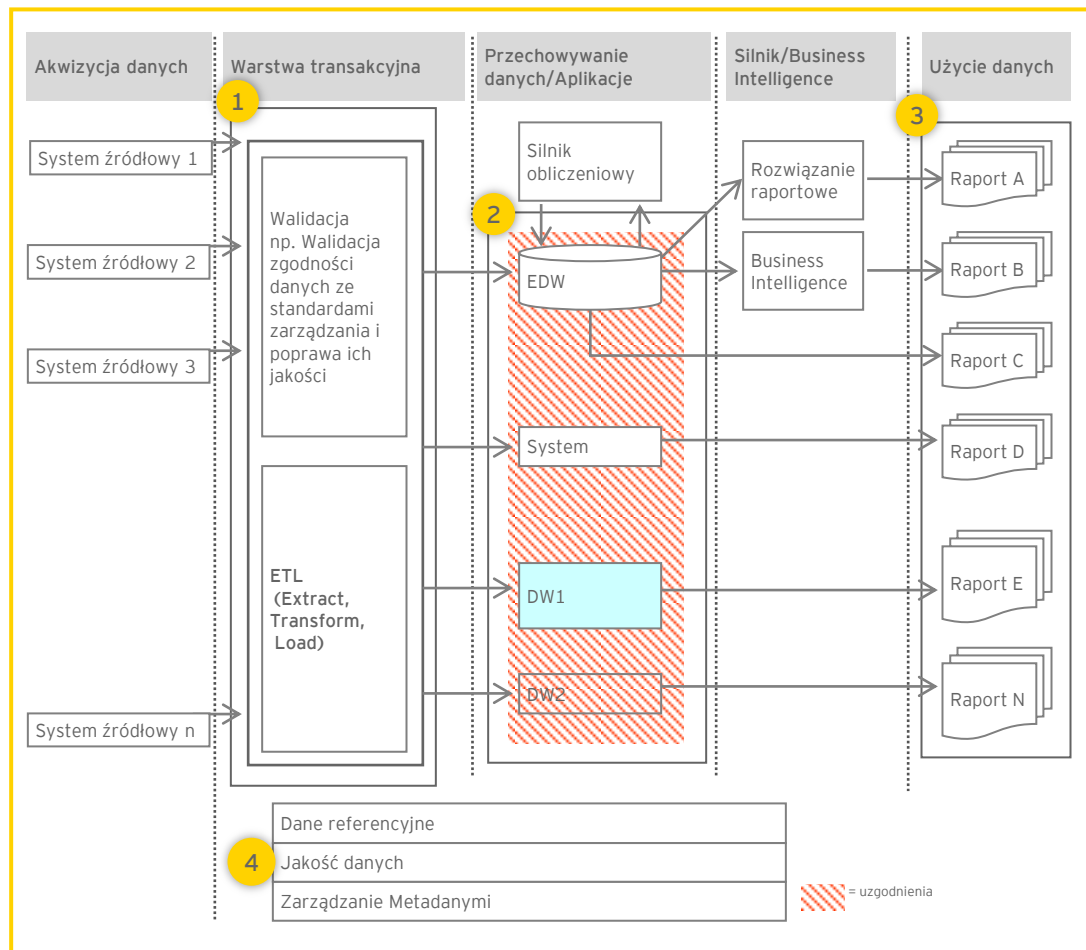 Akwizycja danych
Warstwa transakcyjna
Przechowywanie
danych/Aplikacje
Silnik/Business
Intelligence
Użycie danych
1
2
3
4
System źródłowy 1
System źródłowy 2
System źródłowy 3
System źródłowy n
Walidacja
np. Walidacja
zgodności
danych ze
standardami
zarządzania i
poprawa ich
jakości
ETL
(Extract,
Transform,
Load)
Silnik
obliczeniowy
EDW
System
DW1
DW2
Rozwiązanie
raportowe
Business
Intelligence
Raport A
Raport B
Raport C
Raport D
Raport E
Raport N
Dane referencyjne
Jakość danych
Zarządzanie Metadanymi
= uzgodnienia